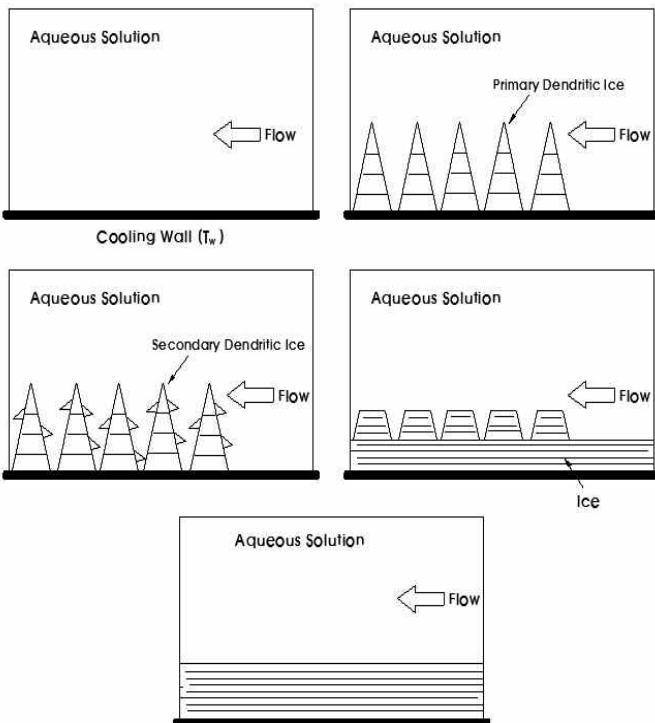 Aqueous Solution
Flow
Cooling Wall (Tw)
Aqueous Solution
Primary Dendritic Ice
Flow
Aqueous Solution
Secondary Dendritic Ice
Flow
Aqueous Solution
Flow
Ice
Aqueous Solution
Flow